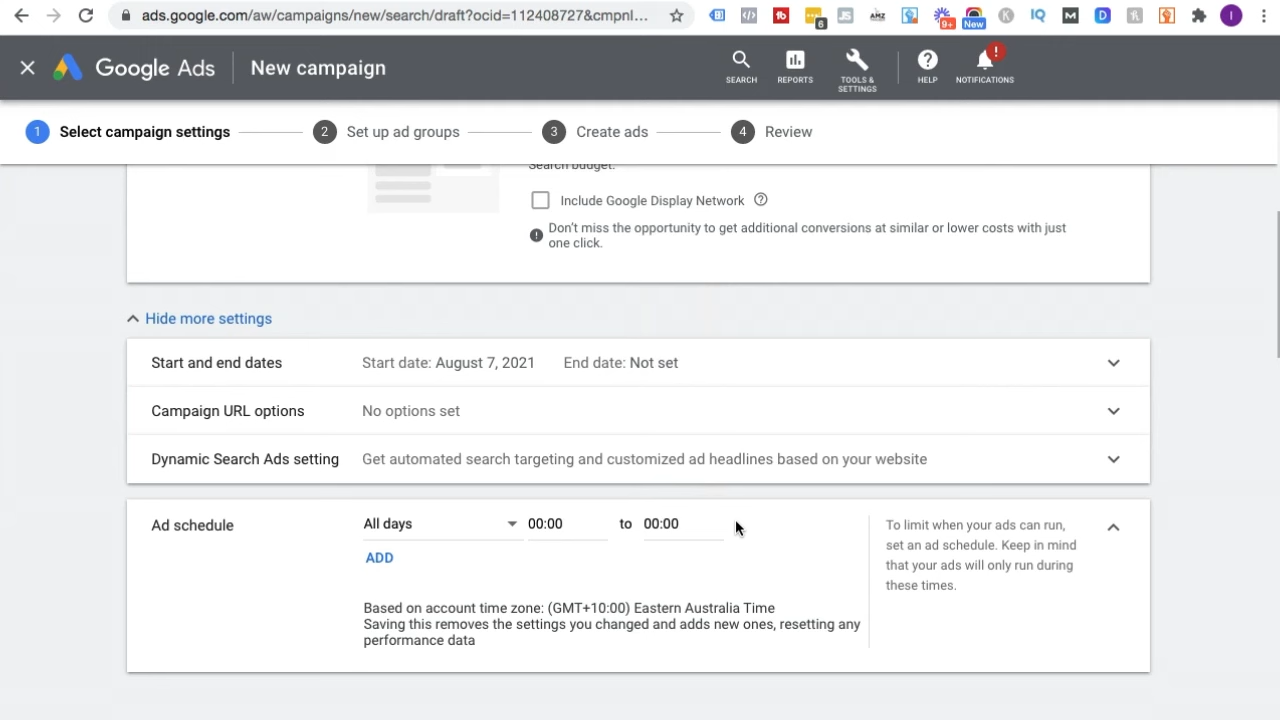 ads.google.com/aw/campaigns/new/search/draft?ocid=112408727&cmpnl...
6
JS
AMZ
9+
New
K
IQ
M
D
I
Google Ads
New campaign
SEARCH
REPORTS
TOOLS &
SETTINGS
HELP
NOTIFICATIONS
1 Select campaign settings
2 Set up ad groups
3 Create ads
4 Review
Search budget.
Include Google Display Network
Don't miss the opportunity to get additional conversions at similar or lower costs with just
one click.
Hide more settings
Start and end dates Start date: August 7, 2021 End date: Not set
Campaign URL options No options set
Dynamic Search Ads setting Get automated search targeting and customized ad headlines based on your website
Ad schedule All days 00:00 to 00:00
ADD
Based on account time zone: (GMT+10:00) Eastern Australia Time
Saving this removes the settings you changed and adds new ones, resetting any
performance data
To limit when your ads can run,
set an ad schedule. Keep in mind
that your ads will only run during
these times.